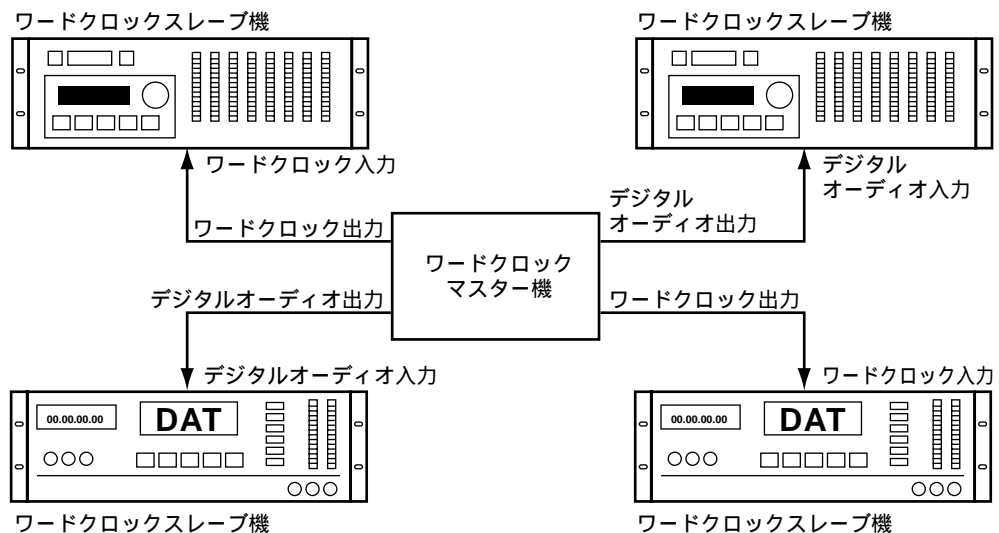 ワードクロックスレーブ機
ワードクロックスレーブ機
ワードクロック入力
デジタル
オーディオ入力
デジタル
オーディオ出力
ワードクロック出力
ワードクロック
マスター機
デジタルオーディオ出力
ワードクロック出力
デジタルオーディオ入力
ワードクロック入力
00.00.00.00
DAT
00.00.00.00
DAT
ワードクロックスレーブ機
ワードクロックスレーブ機